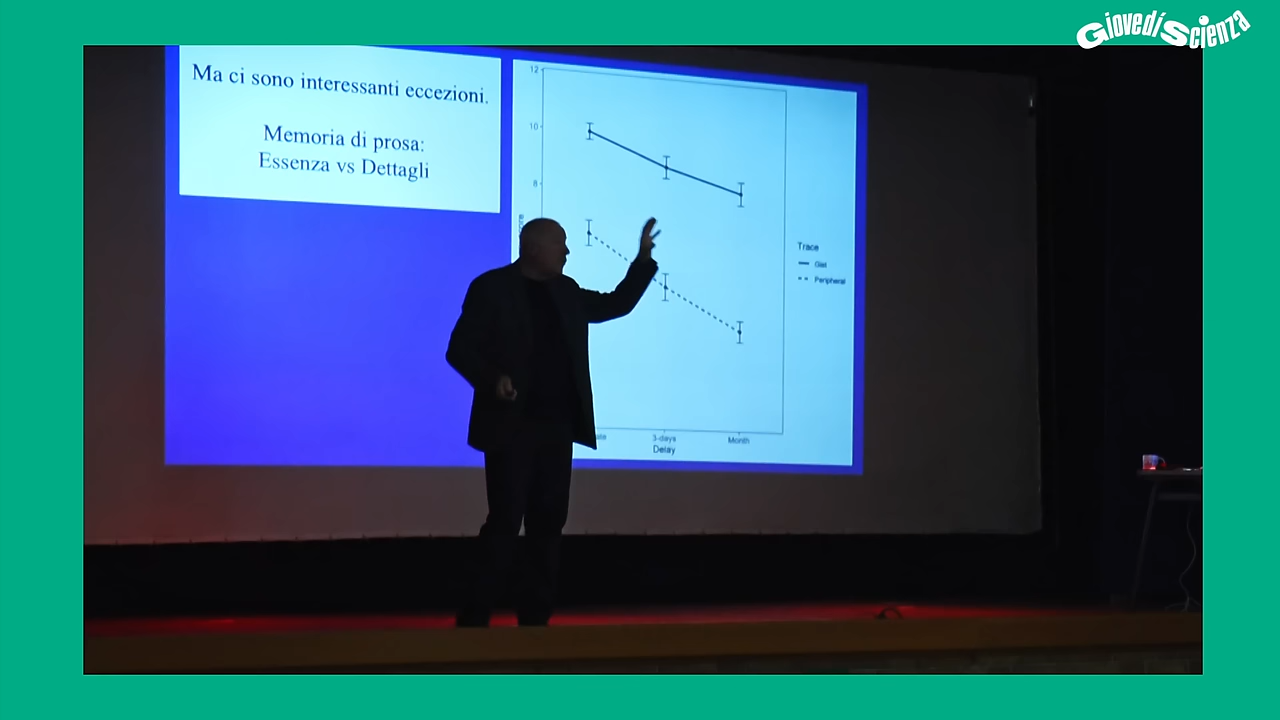 GiovedìScienza
Ma ci sono interessanti eccezioni.
Memoria di prosa:
Essenza vs Dettagli
12
10
8
Trace
Gist
Peripheral
3-days
Month
Delay